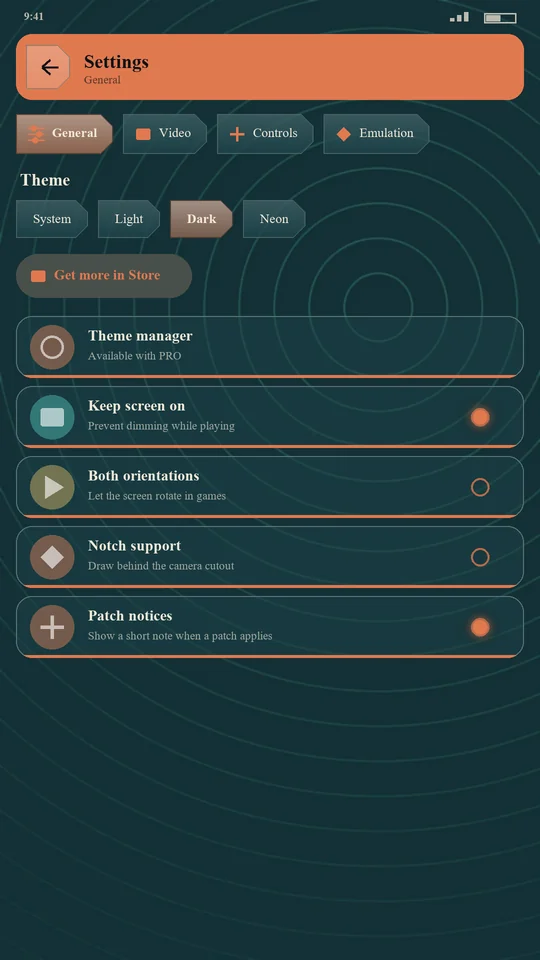 9:41
Settings
General
General
Video
Controls
Emulation
Theme
System
Light
Dark
Neon
Get more in Store
Theme manager
Available with PRO
Keep screen on
Prevent dimming while playing
Both orientations
Let the screen rotate in games
Notch support
Draw behind the camera cutout
Patch notices
Show a short note when a patch applies